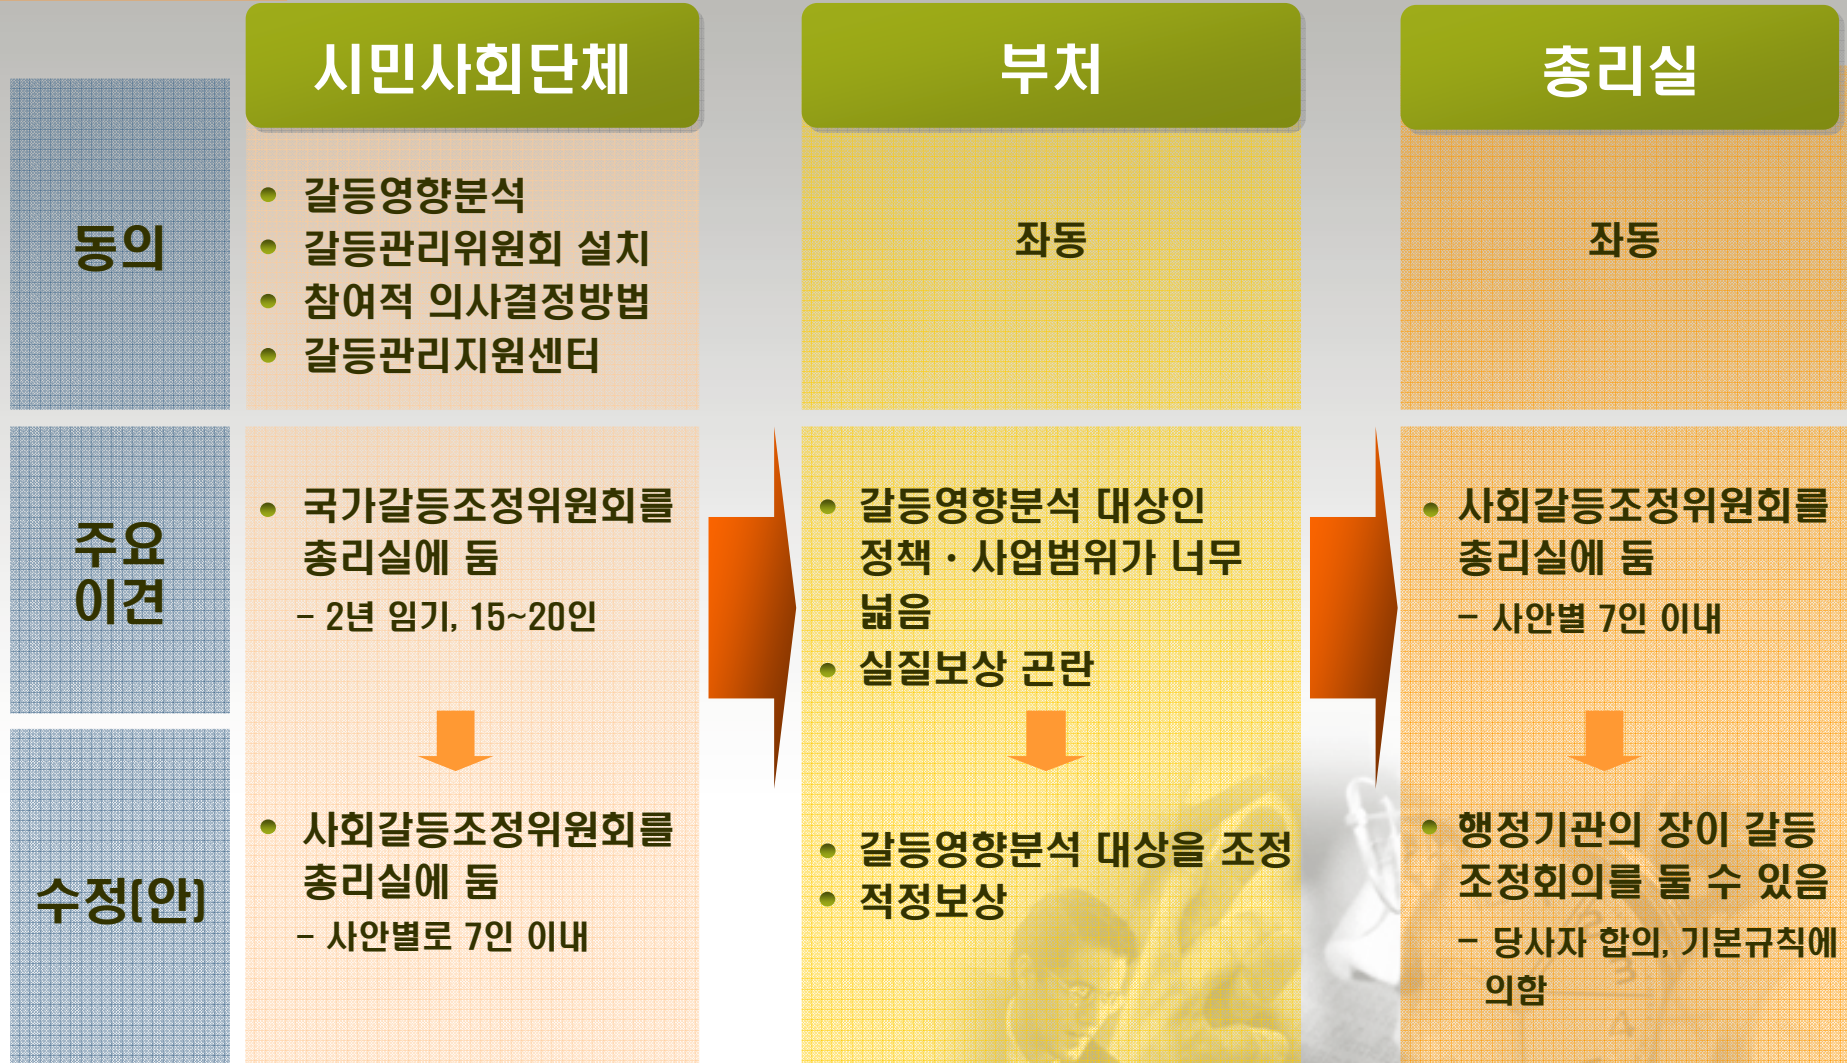 시민사회단체
부처
총리실
동의
• 갈등영향분석
• 갈등관리위원회 설치
• 참여적 의사결정방법
• 갈등관리지원센터
좌동
좌동
주요
이견
• 국가갈등조정위원회를
총리실에 둠
– 2년 임기, 15~20인
• 갈등영향분석 대상인
정책 · 사업범위가 너무
넓음
• 실질보상 곤란
• 사회갈등조정위원회를
총리실에 둠
– 사안별 7인 이내
수정(안)
• 사회갈등조정위원회를
총리실에 둠
– 사안별로 7인 이내
• 갈등영향분석 대상을 조정
• 적정보상
• 행정기관의 장이 갈등
조정회의를 둘 수 있음
– 당사자 합의, 기본규칙에
의함